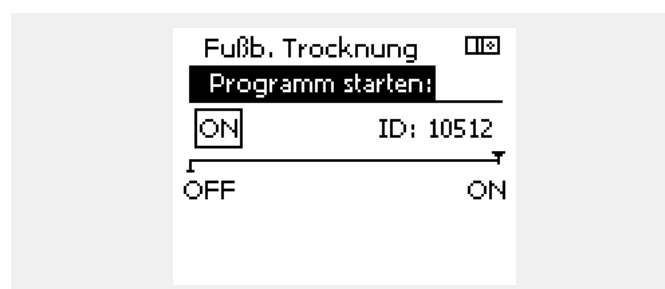 Fußb. Trocknung
Programm starten:
ON ID: 10512
OFF ON